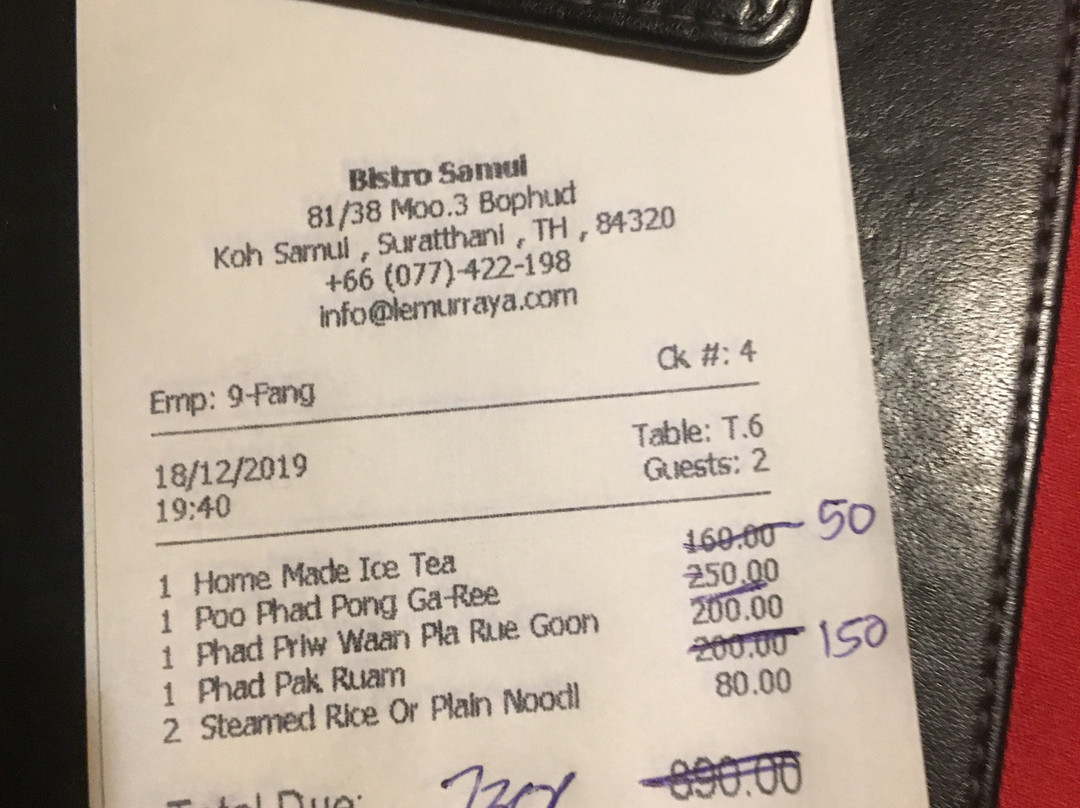 Bistro Samui
81/38 Moo.3 Bophud
Koh Samui , Suratthani , TH , 84320
+66 (077)-422-198
info@lemurraya.com
Ck #: 4
Emp: 9-Fang
Table: T.6
18/12/2019
Guests: 2
19:40
1 Home Made Ice Tea 160.00 50
1 Poo Phad Pong Ga-Ree 250.00
1 Phad Priw Waan Pla Rue Goon 200.00
1 Phad Pak Ruam 200.00 150
2 Steamed Rice Or Plain Noodl 80.00
Total Due: 890.00